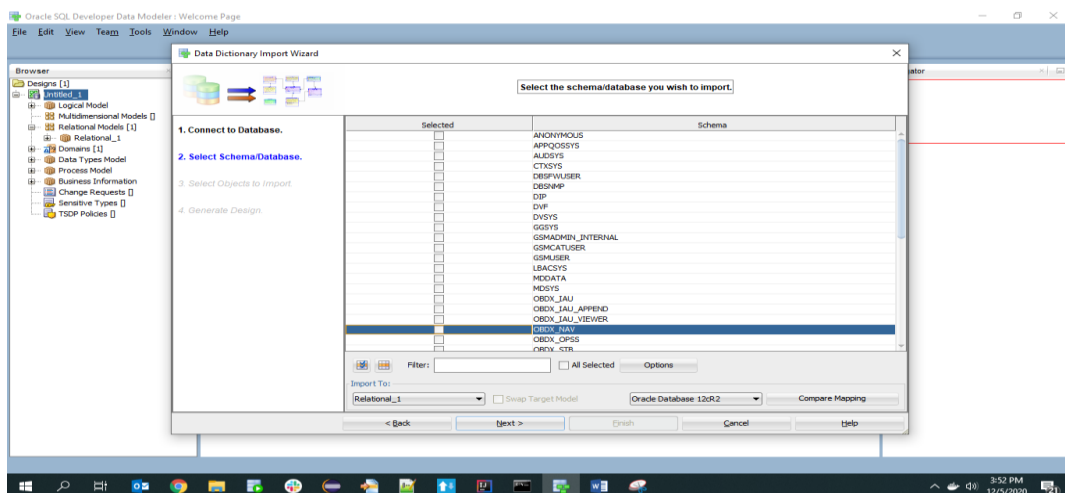 Oracle SQL Developer Data Modeler : Welcome Page
File Edit View Team Tools Window Help
Data Dictionary Import Wizard
Browser
Designs [1]
Untitled_1
Logical Model
Multidimensional Models []
Relational Models [1]
Relational_1
Domains [1]
Data Types Model
Process Model
Business Information
Change Requests []
Sensitive Types []
TSDP Policies []
Select the schema/database you wish to import.
1. Connect to Database.
2. Select Schema/Database.
3. Select Objects to Import.
4. Generate Design.
Selected Schema
ANONYMOUS
APPQOSSYS
AUDSYS
CTXSYS
DBSFWUSER
DBSNMP
DIP
DVF
DVSYS
GGSYS
GSMADMIN_INTERNAL
GSMCATUSER
GSMUSER
LBACSYS
MDDATA
MDSYS
OBDX_IAU
OBDX_IAU_APPEND
OBDX_IAU_VIEWER
OBDX_NAV
OBDX_OPSS
OBDX_STB
Filter: All Selected Options
Import To:
Relational_1 Swap Target Model Oracle Database 12cR2 Compare Mapping
< Back Next > Finish Cancel Help
ator
3:52 PM
12/5/2020
21